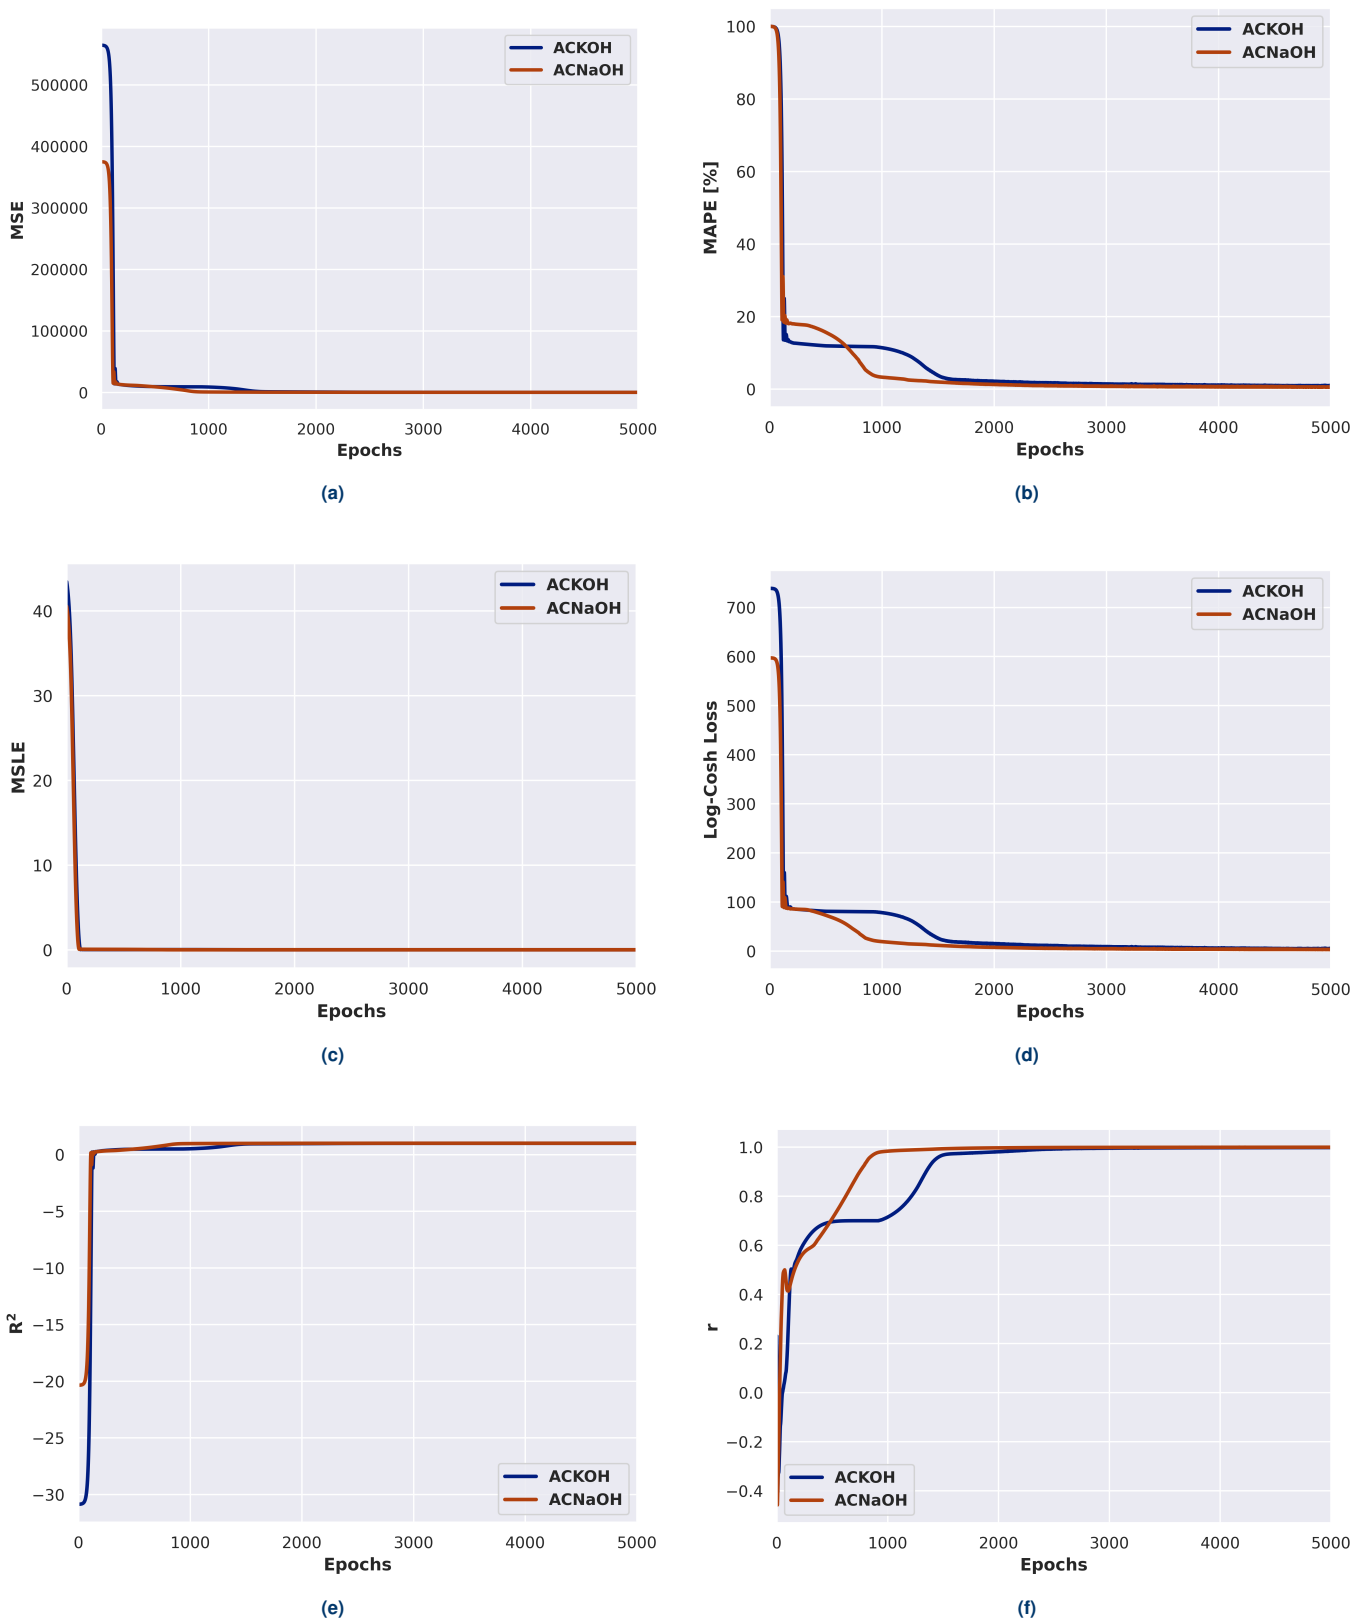 ACKOH
ACNaOH
500000
400000
300000
200000
100000
0
MSE
0 1000 2000 3000 4000 5000
Epochs
(a)
ACKOH
ACNaOH
100
80
60
40
20
0
MAPE [%]
0 1000 2000 3000 4000 5000
Epochs
(b)
ACKOH
ACNaOH
40
30
20
10
0
MSLE
0 1000 2000 3000 4000 5000
Epochs
(c)
ACKOH
ACNaOH
700
600
500
400
300
200
100
0
Log-Cosh Loss
0 1000 2000 3000 4000 5000
Epochs
(d)
0
−5
−10
−15
−20
−25
−30
R²
ACKOH
ACNaOH
0 1000 2000 3000 4000 5000
Epochs
(e)
1.0
0.8
0.6
0.4
0.2
0.0
−0.2
−0.4
r
ACKOH
ACNaOH
0 1000 2000 3000 4000 5000
Epochs
(f)